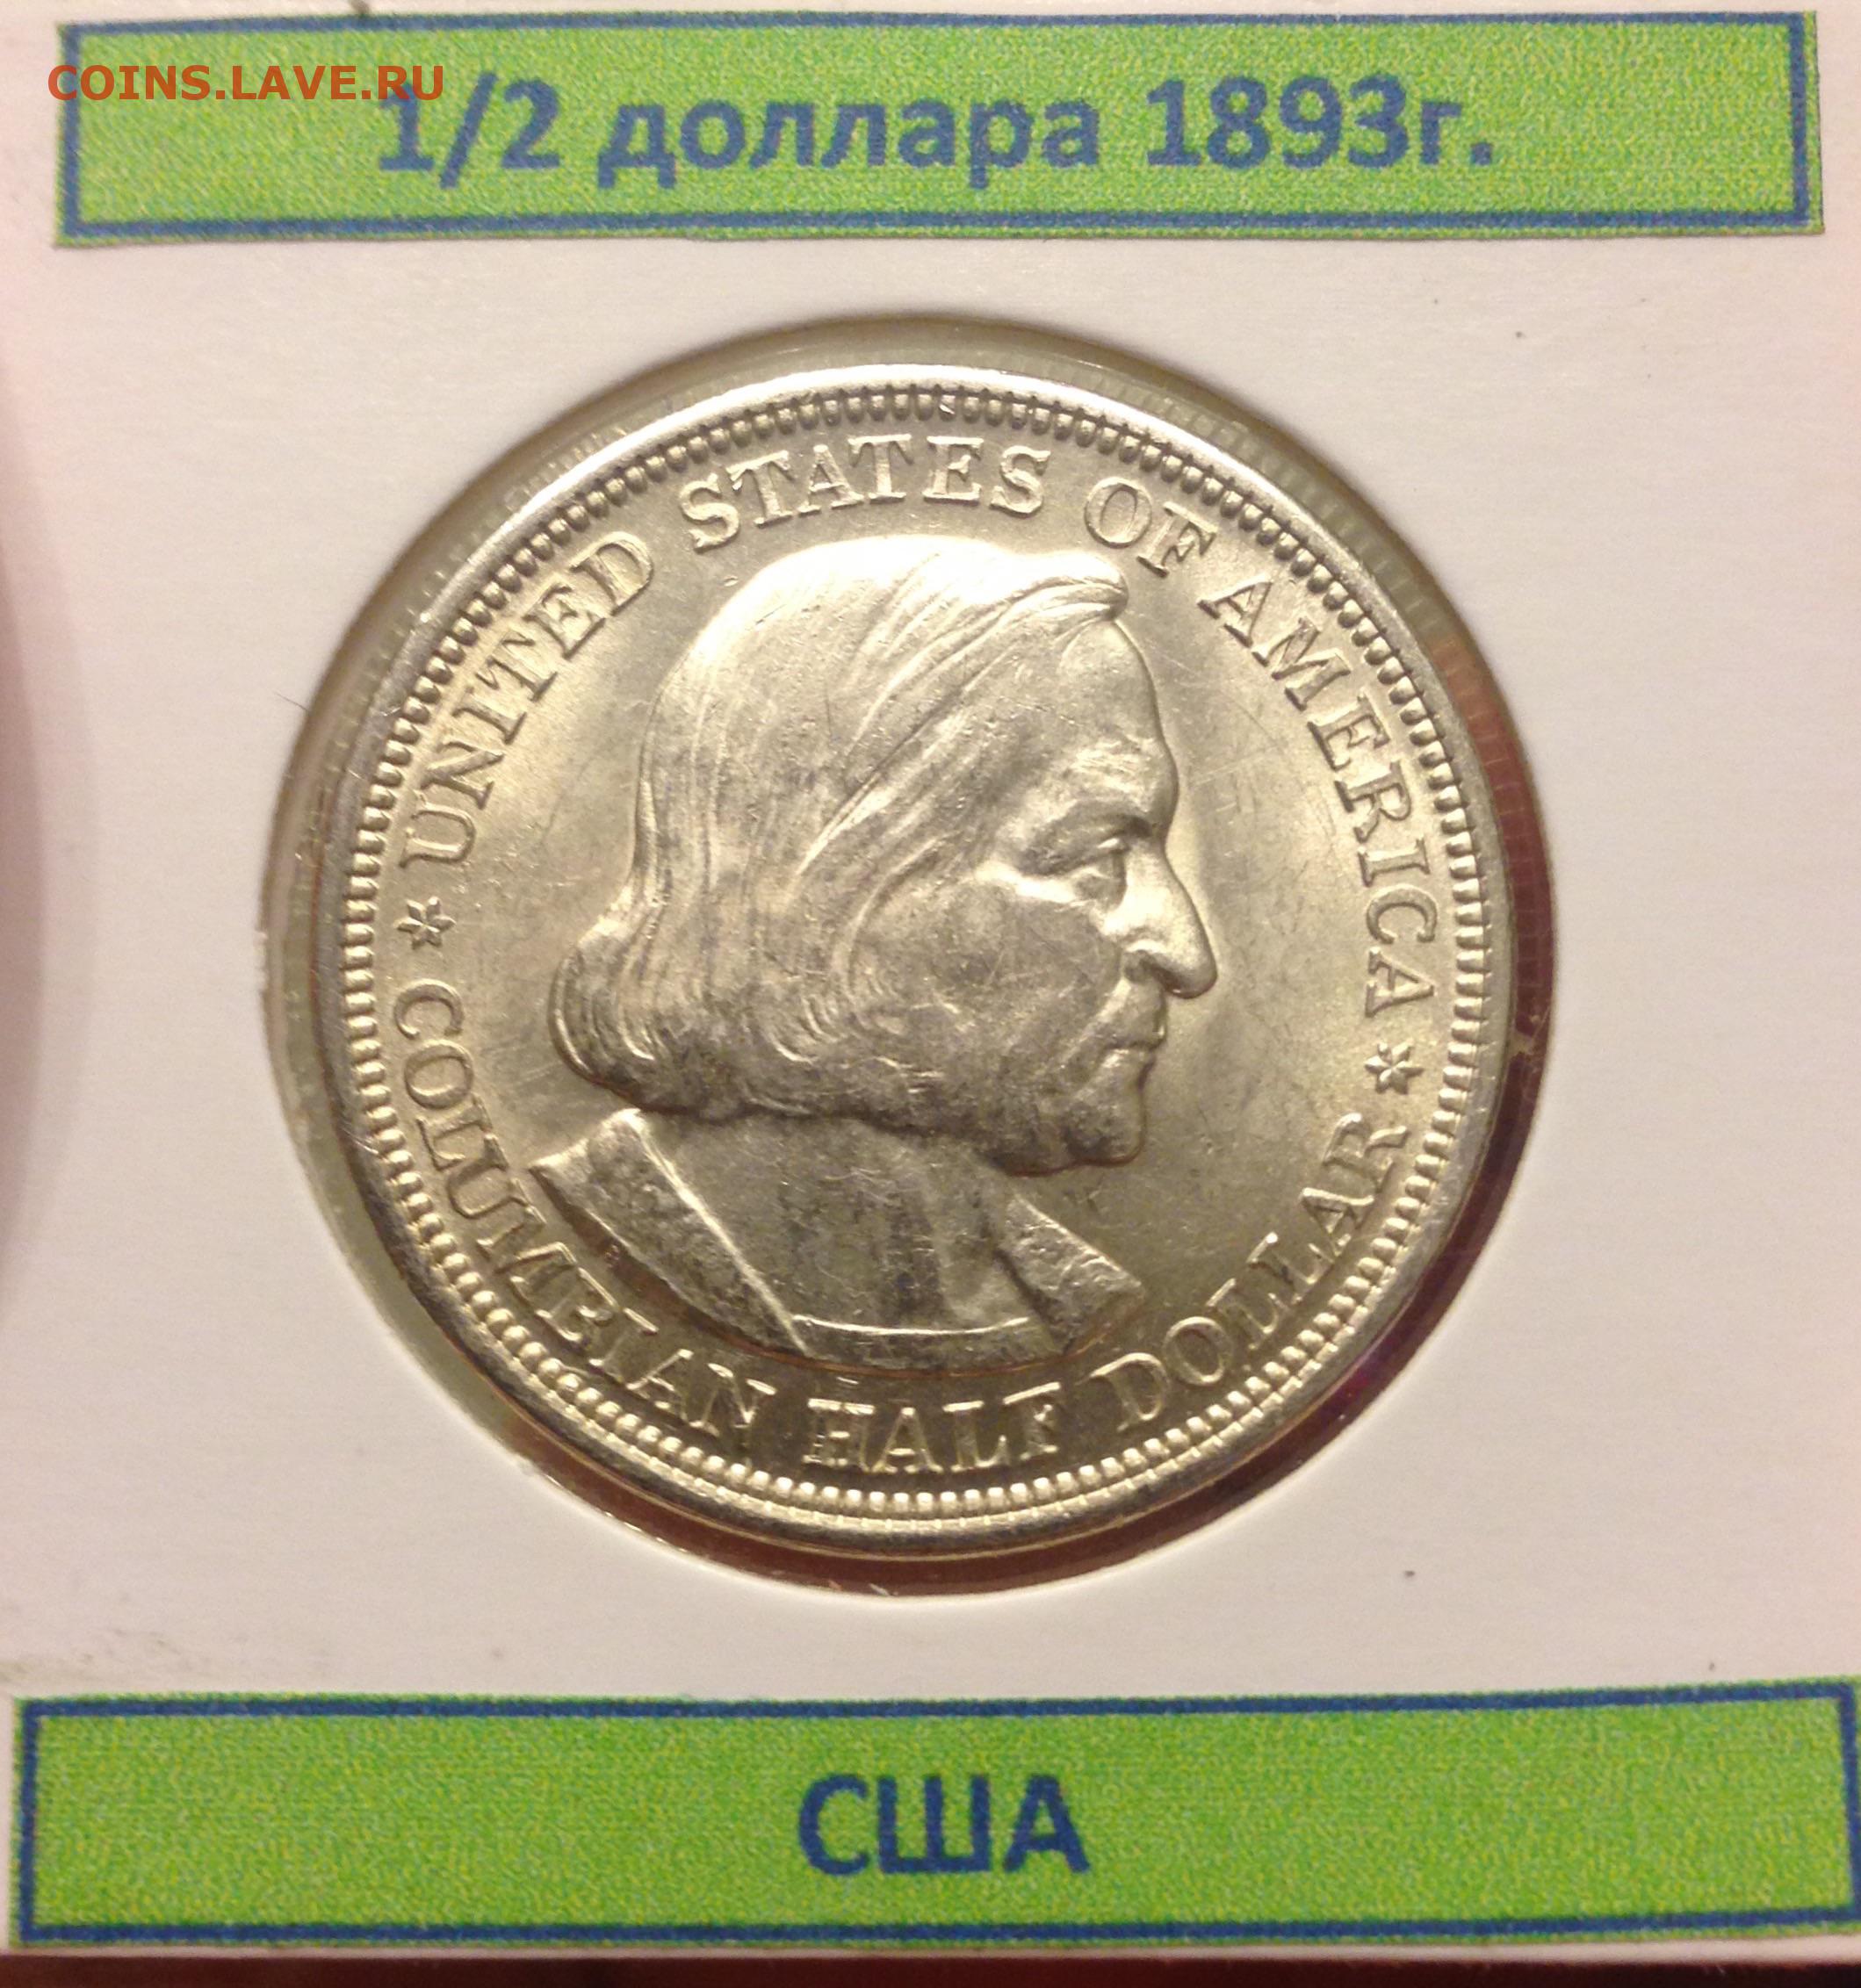 COINS.LAVE.RU
1/2 доллара 1893г.
UNITED STATES OF AMERICA
COLUMBIAN HALF DOLLAR
США